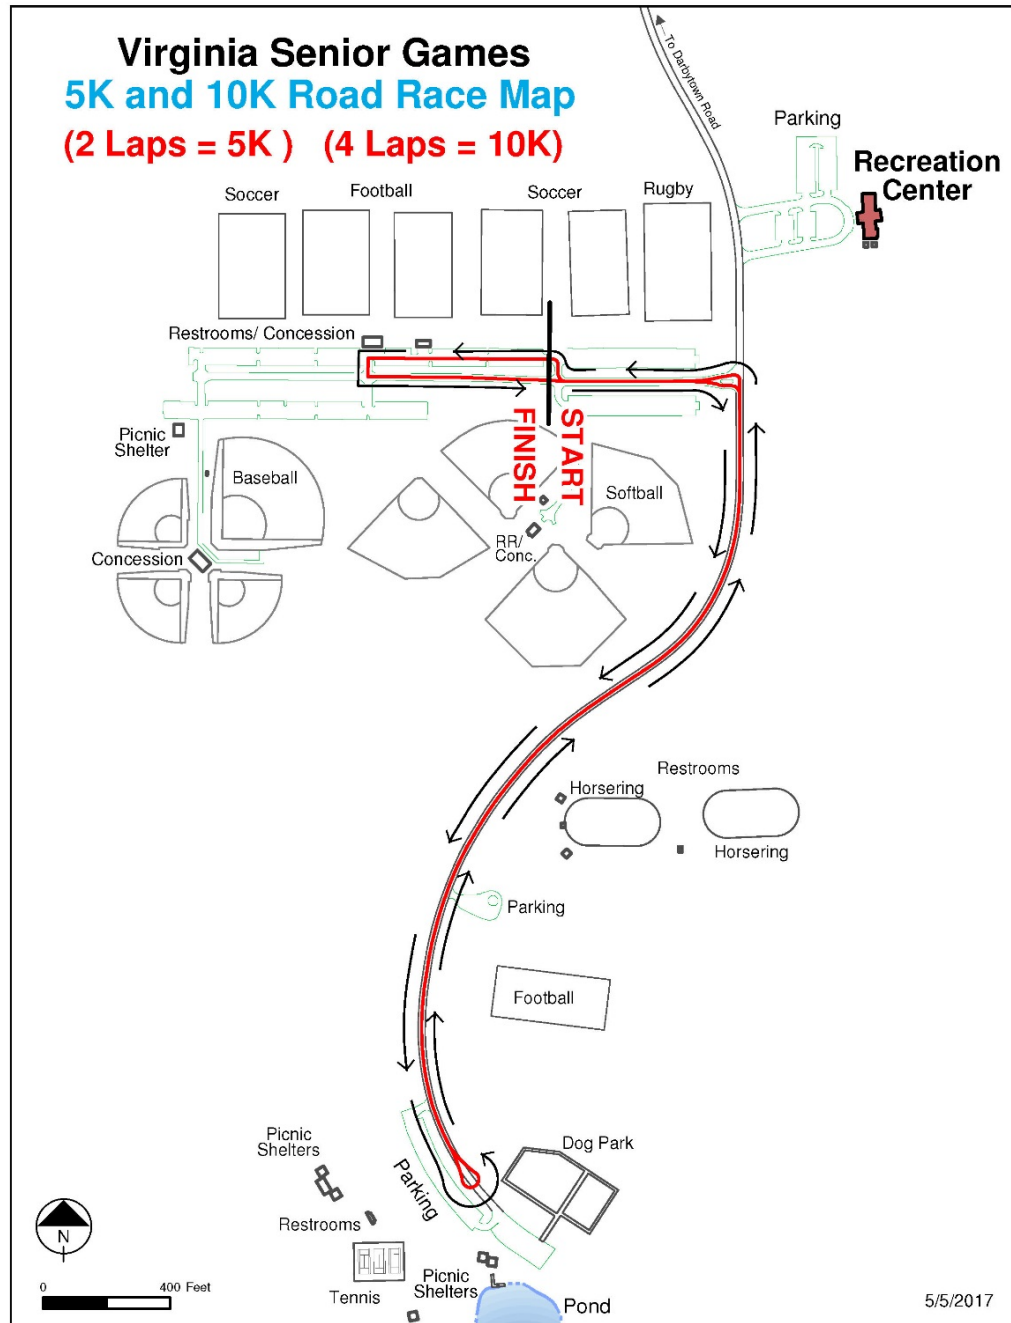 Virginia Senior Games
5K and 10K Road Race Map
(2 Laps = 5K ) (4 Laps = 10K)
To Darbytown Road
Parking
Recreation
Center
Soccer
Football
Soccer
Rugby
Restrooms/ Concession
START
FINISH
Picnic
Shelter
Baseball
Softball
RR/
Conc.
Concession
Restrooms
Horsering
Horsering
Parking
Football
Picnic
Shelters
Dog Park
Parking
Restrooms
Tennis
Picnic
Shelters
Pond
N
0 400 Feet
5/5/2017